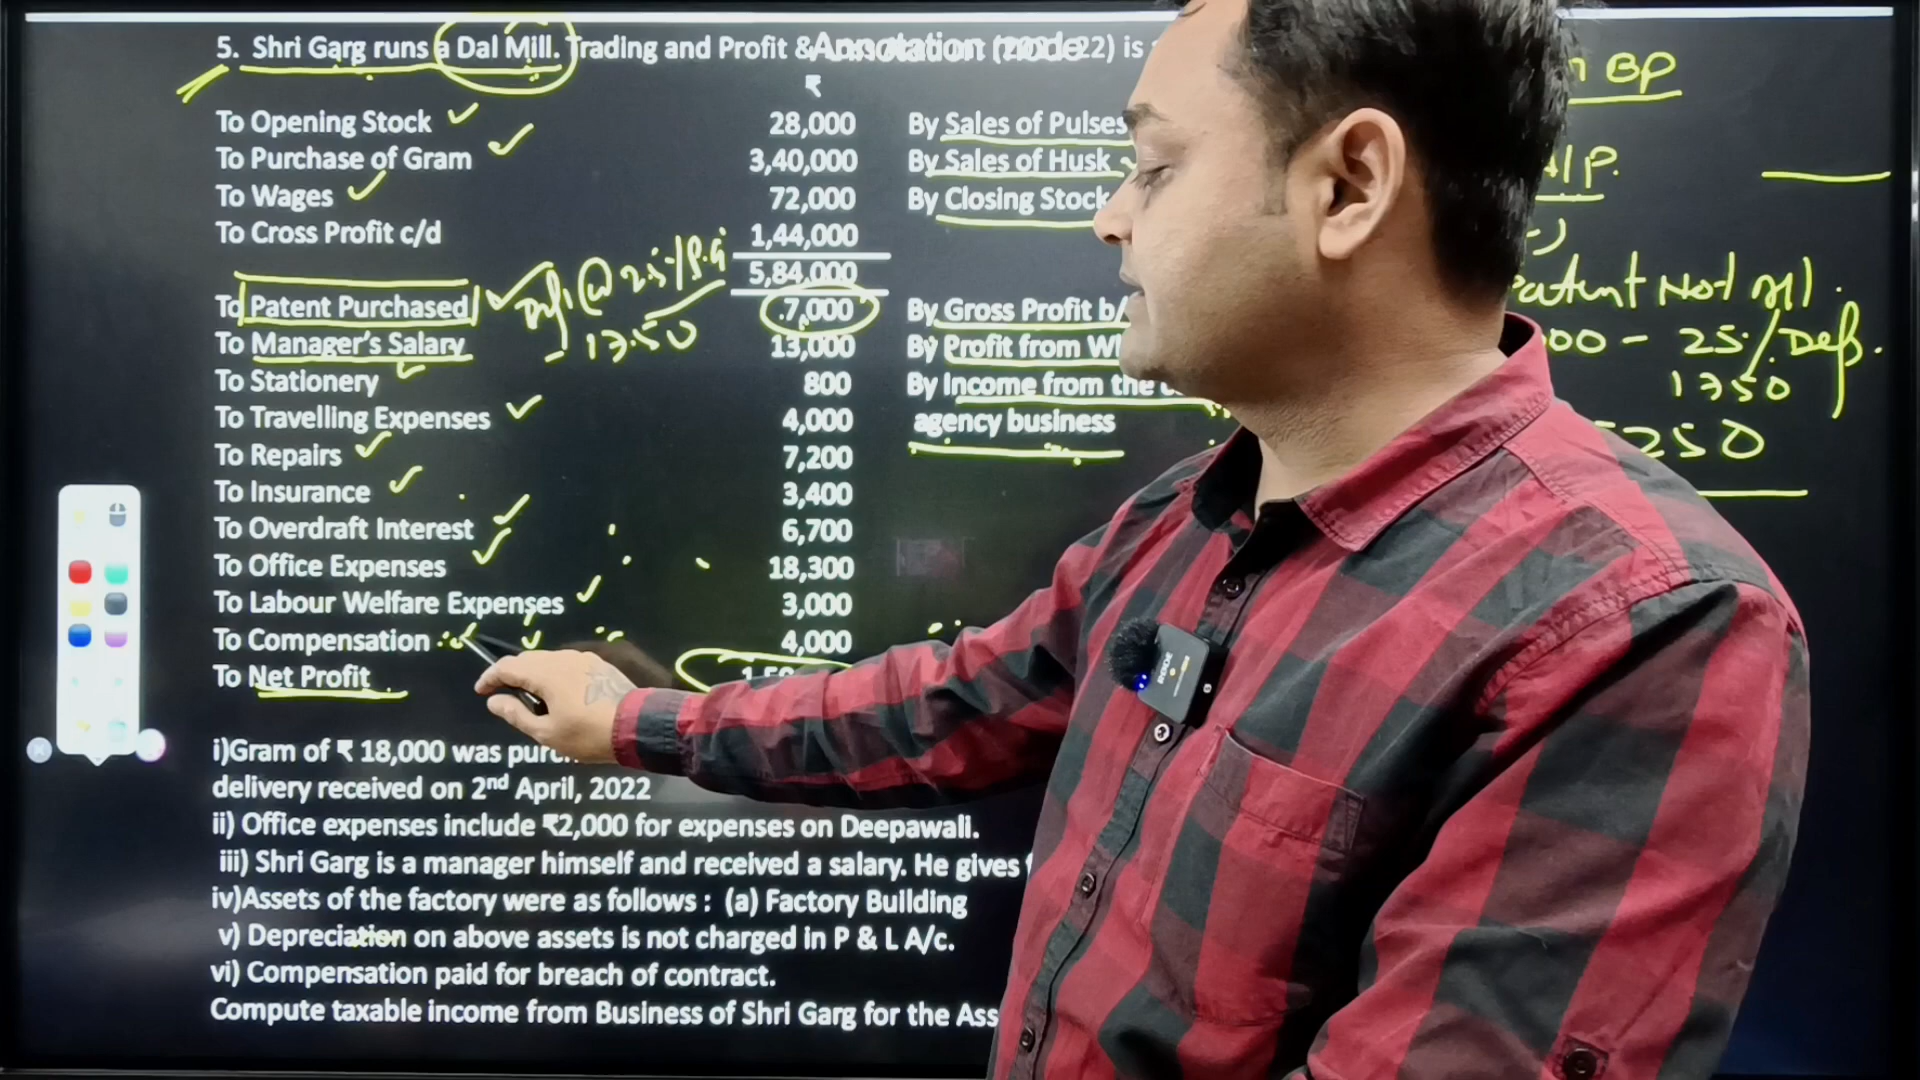 5. Shri Garg runs a Dal Mill. Trading and Profit & 22) is
Annotation mode
₹
To Opening Stock 28,000 By Sales of Pulses
To Purchase of Gram 3,40,000 By Sales of Husk
To Wages 72,000 By Closing Stock
To Cross Profit c/d 1,44,000
5,84,000
To Patent Purchased 7,000 By Gross Profit b/
To Manager's Salary 13,000 By Profit from
To Stationery 800 By Income from the
To Travelling Expenses 4,000 agency business
To Repairs 7,200
To Insurance 3,400
To Overdraft Interest 6,700
To Office Expenses 18,300
To Labour Welfare Expenses 3,000
To Compensation 4,000
To Net Profit
i)Gram of ₹ 18,000 was
delivery received on 2nd April, 2022
ii) Office expenses include ₹2,000 for expenses on Deepawali.
iii) Shri Garg is a manager himself and received a salary. He gives
iv)Assets of the factory were as follows : (a) Factory Building
v) Depreciation on above assets is not charged in P & L A/c.
vi) Compensation paid for breach of contract.
Compute taxable income from Business of Shri Garg for the Ass
@ 25%
1750
BP
Patent Not
000 - 25%
1750
5250
RODE